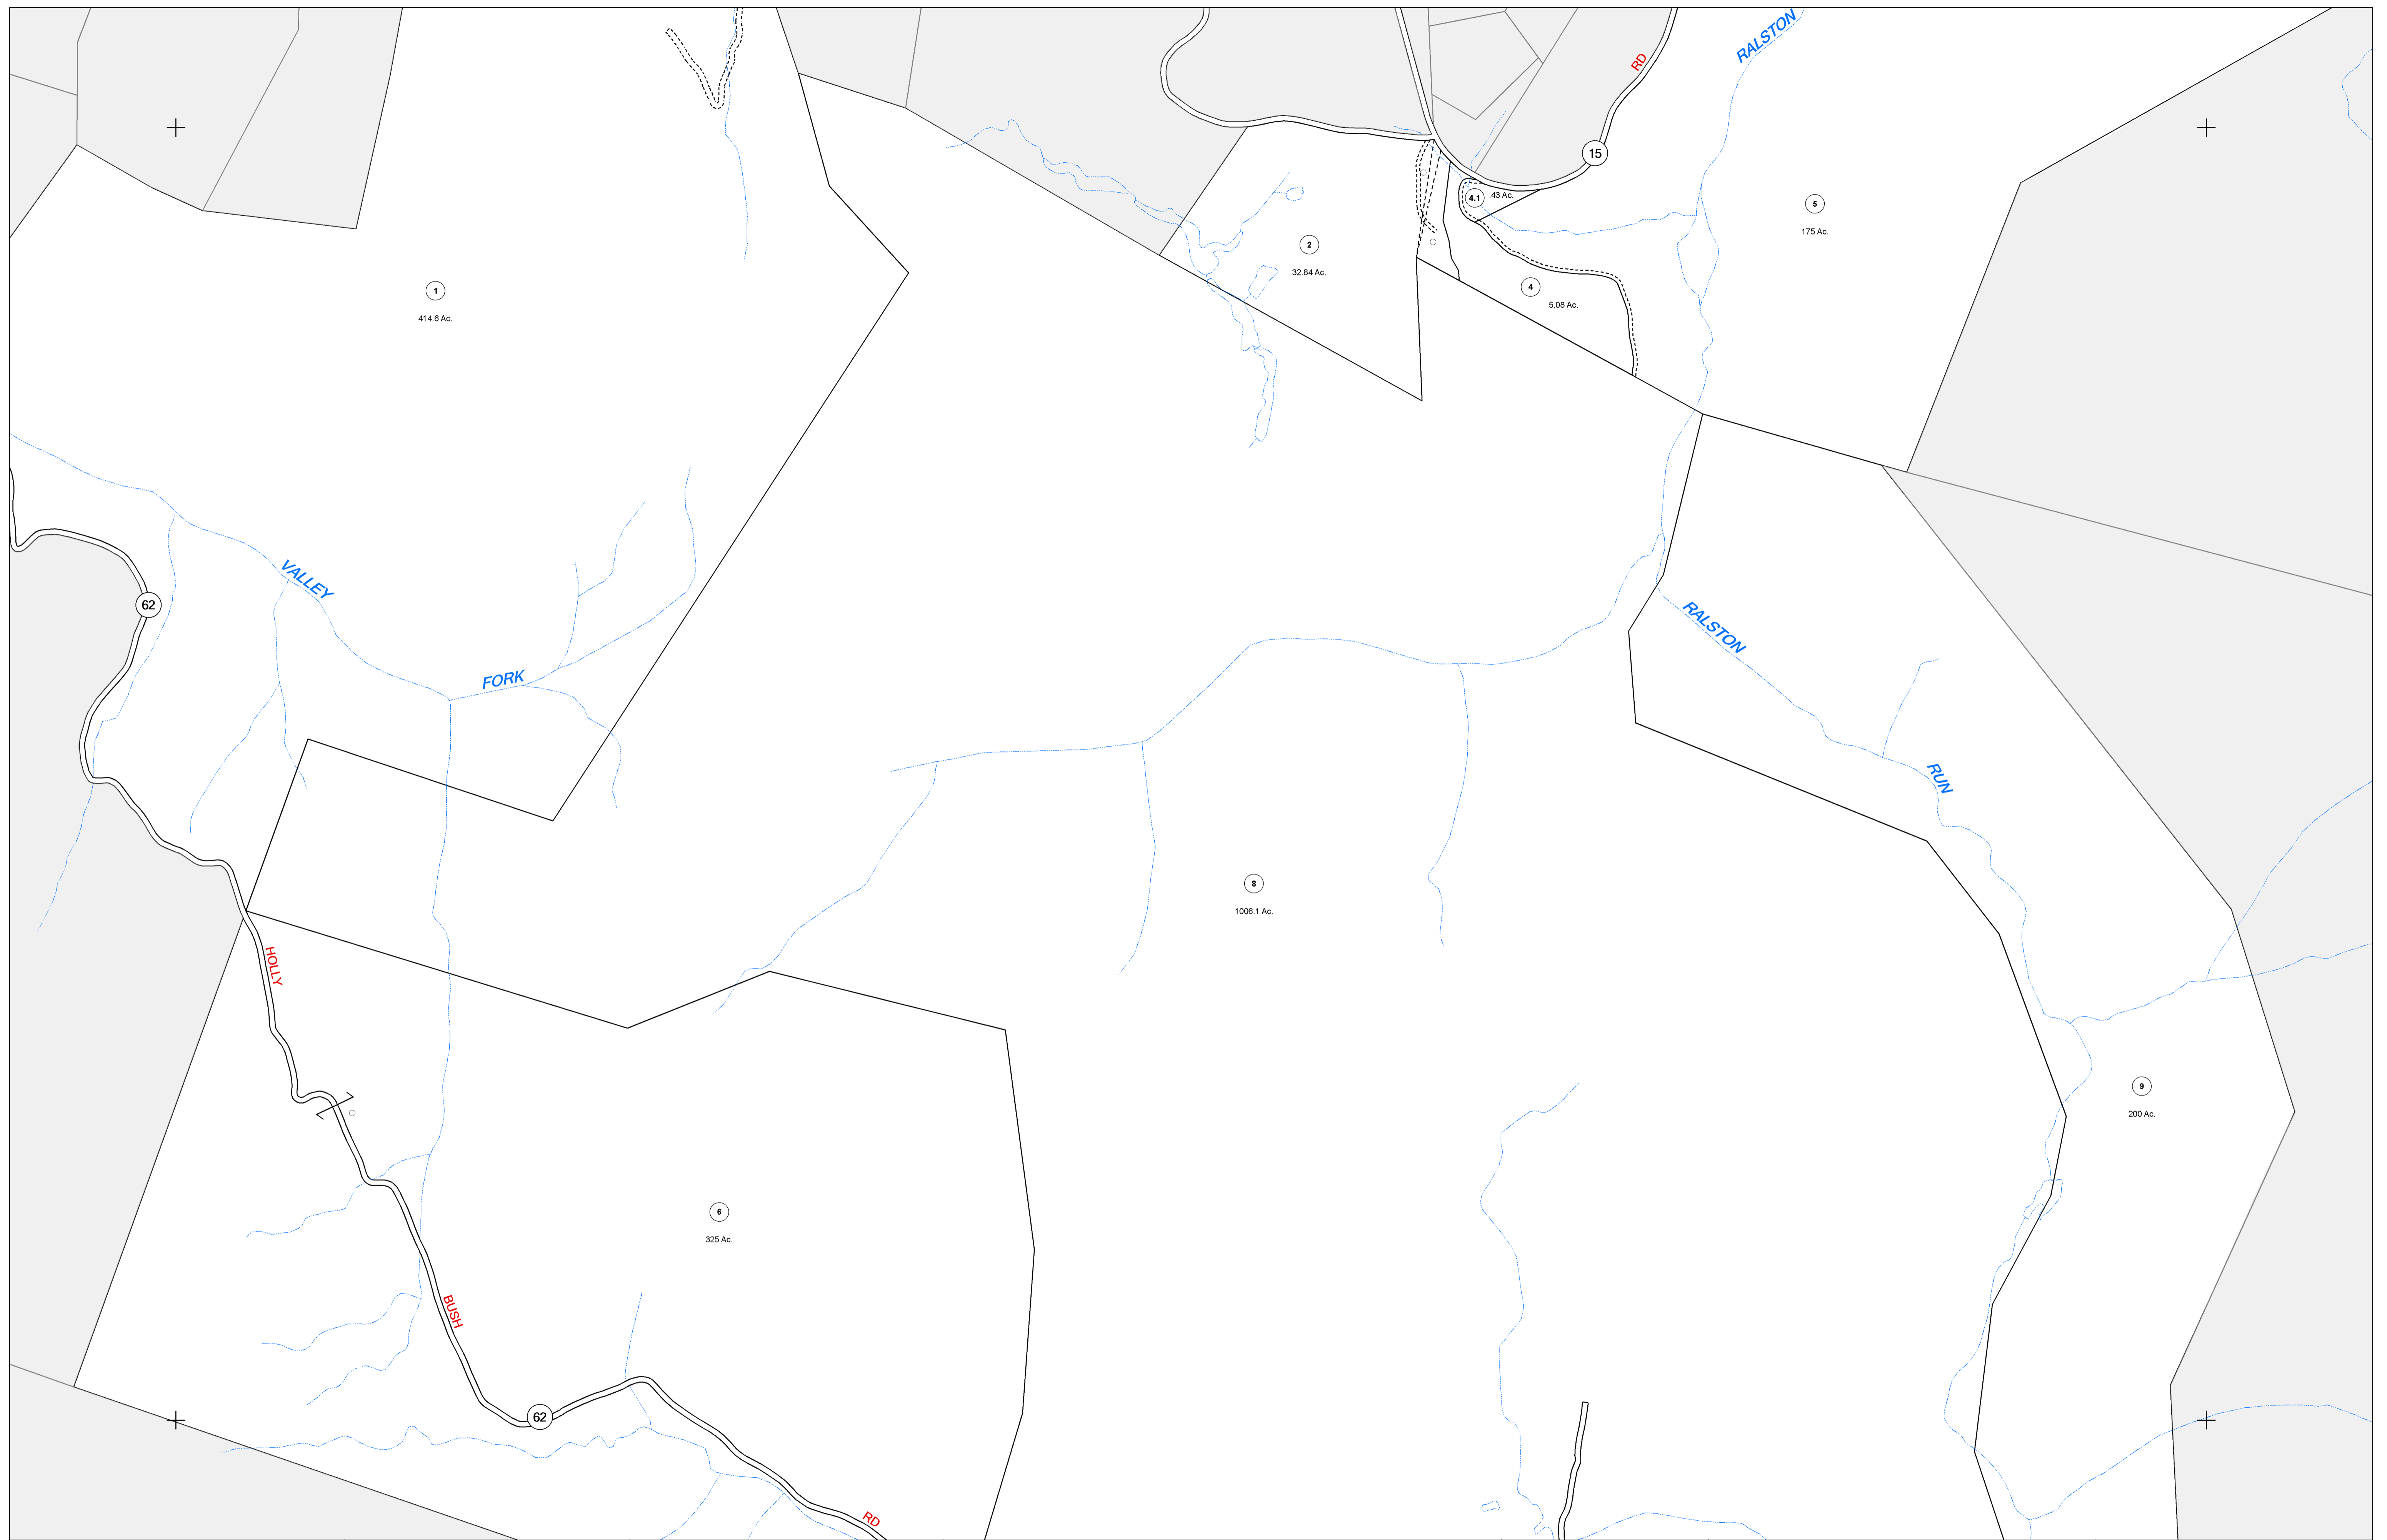 RALSTON
RD
15
4.1
.43 Ac.
5
175 Ac.
2
32.84 Ac.
1
414.6 Ac.
4
5.08 Ac.
VALLEY
62
RALSTON
FORK
RUN
8
1006.1 Ac.
HOLLY
9
200 Ac.
6
325 Ac.
BUSH
62
RD